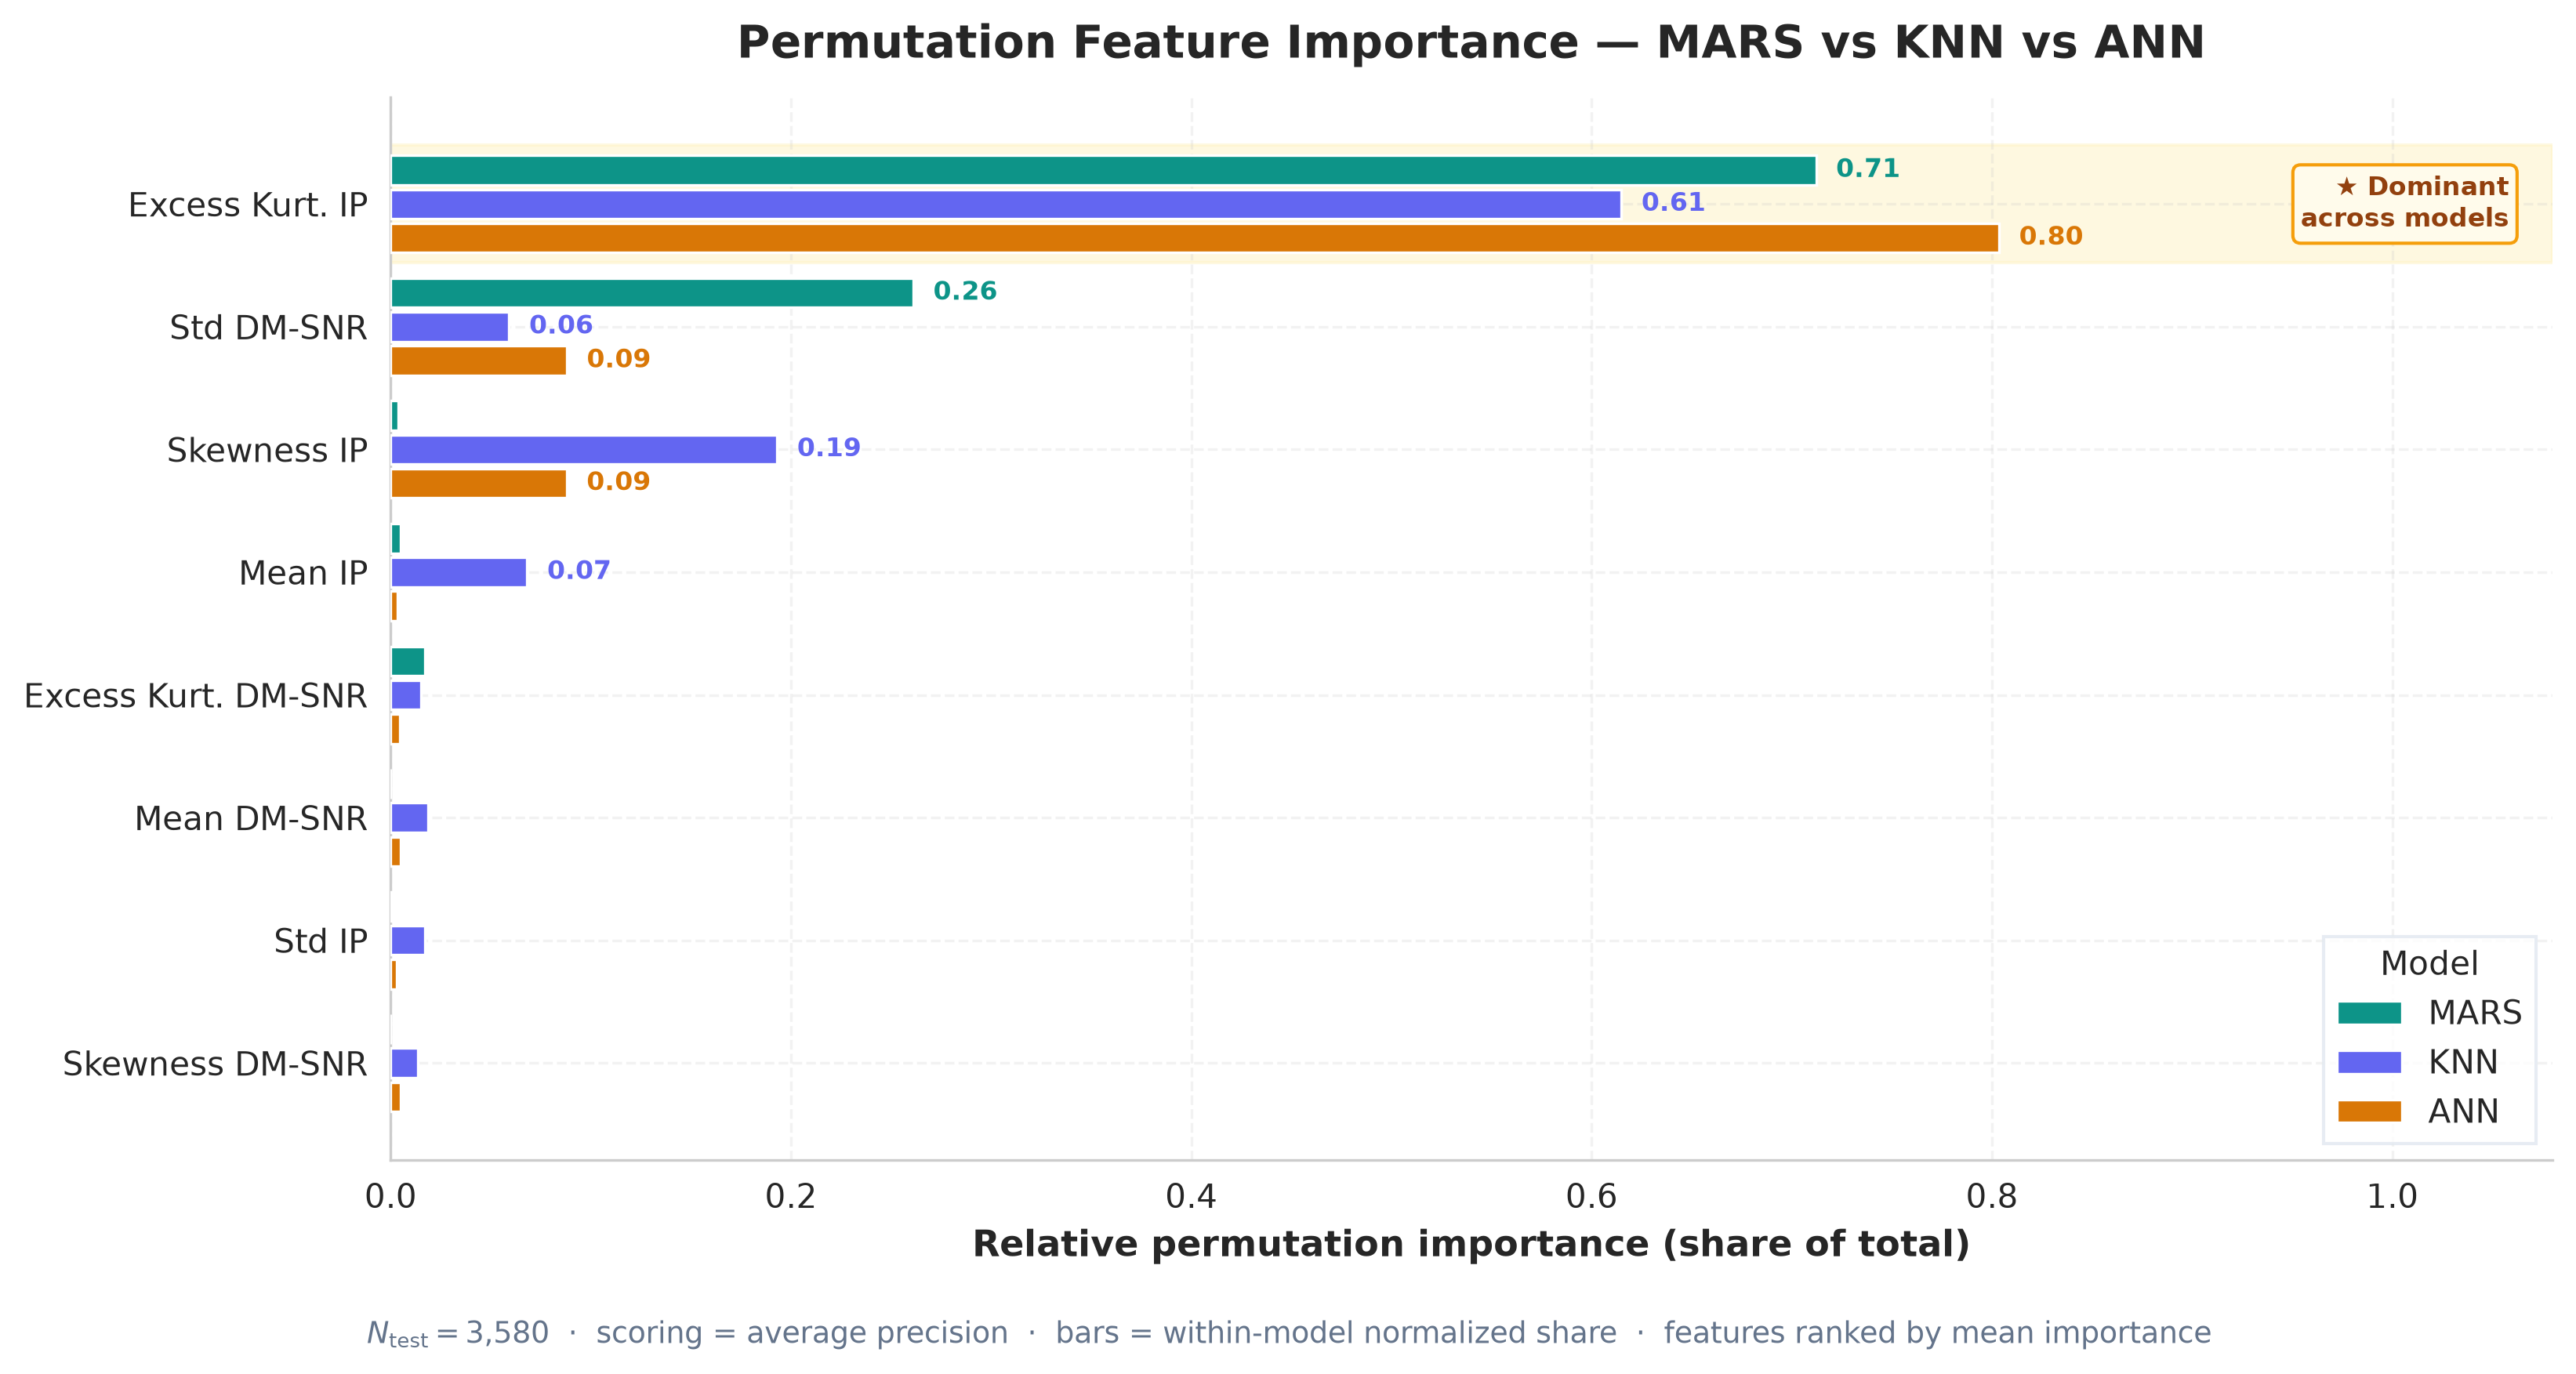 Permutation Feature Importance — MARS vs KNN vs ANN
Excess Kurt. IP
0.71
0.61
0.80
★ Dominant
across models
Std DM-SNR
0.26
0.06
0.09
Skewness IP
0.19
0.09
Mean IP
0.07
Excess Kurt. DM-SNR
Mean DM-SNR
Std IP
Skewness DM-SNR
Model
MARS
KNN
ANN
0.0 0.2 0.4 0.6 0.8 1.0
Relative permutation importance (share of total)
N_test = 3,580 · scoring = average precision · bars = within-model normalized share · features ranked by mean importance